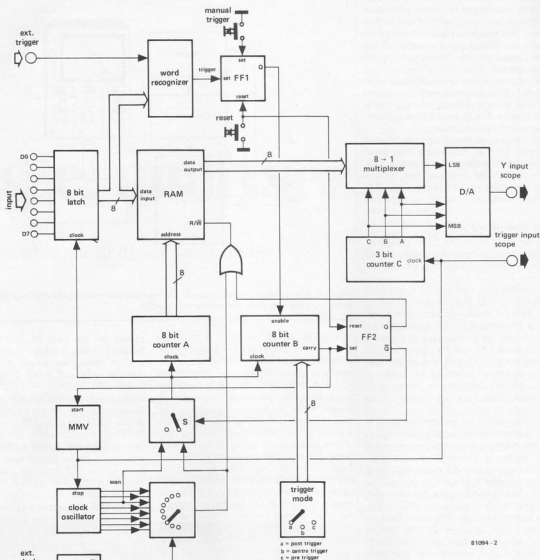 manual
trigger
ext.
trigger
word
recognizer
trigger
set
set
FF1
Q
reset
reset
D0
input
D7
8 bit
latch
clock
8
data
input
RAM
data
output
R/W̅
address
8
8 → 1
multiplexer
C B A
LSB
D/A
MSB
Y input
scope
trigger input
scope
3 bit
counter C
clock
8
8 bit
counter A
clock
enable
8 bit
counter B
carry
clock
reset
Q
set
FF2
Q̅
8
start
MMV
S
scan
stop
clock
oscillator
trigger
mode
a
b
c
a = post trigger
b = centre trigger
c = pre trigger
81094 - 2
ext.